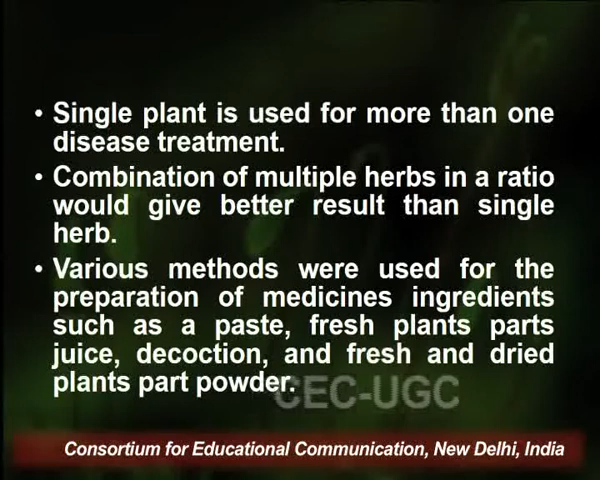 • Single plant is used for more than one
disease treatment.
• Combination of multiple herbs in a ratio
would give better result than single
herb.
• Various methods were used for the
preparation of medicines ingredients
such as a paste, fresh plants parts
juice, decoction, and fresh and dried
plants part powder.
CEC-UGC
Consortium for Educational Communication, New Delhi, India